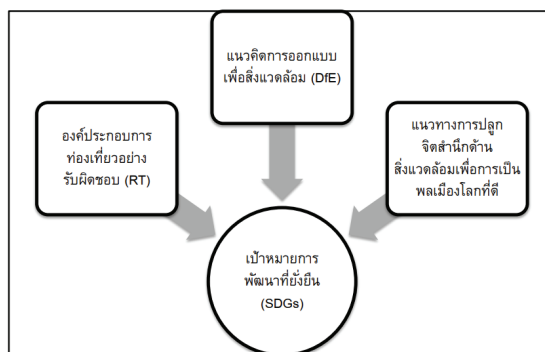 แนวคิดการออกแบบ
เพื่อสิ่งแวดล้อม (DfE)
องค์ประกอบการ
ท่องเที่ยวอย่าง
รับผิดชอบ (RT)
แนวทางการปลูก
จิตสำนึกด้าน
สิ่งแวดล้อมเพื่อการเป็น
พลเมืองโลกที่ดี
เป้าหมายการ
พัฒนาที่ยั่งยืน
(SDGs)